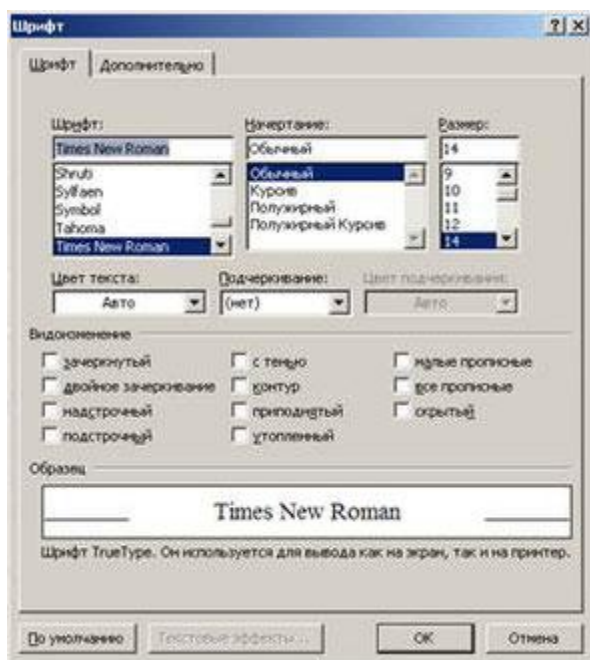 Шрифт
Шрифт Дополнительно
Шрифт: Начертание: Размер:
Times New Roman Обычный 14
Shruti Обычный 9
Sylfaen Курсив 10
Symbol Полужирный 11
Tahoma Полужирный Курсив 12
Times New Roman 14
Цвет текста: Подчеркивание: Цвет подчеркивания:
Авто (нет) Авто
Видоизменение
зачеркнутый с тенью малые прописные
двойное зачеркивание контур все прописные
надстрочный приподнятый скрытый
подстрочный утопленный
Образец
Times New Roman
Шрифт TrueType. Он используется для вывода как на экран, так и на принтер.
По умолчанию Текстовые эффекты... ОК Отмена